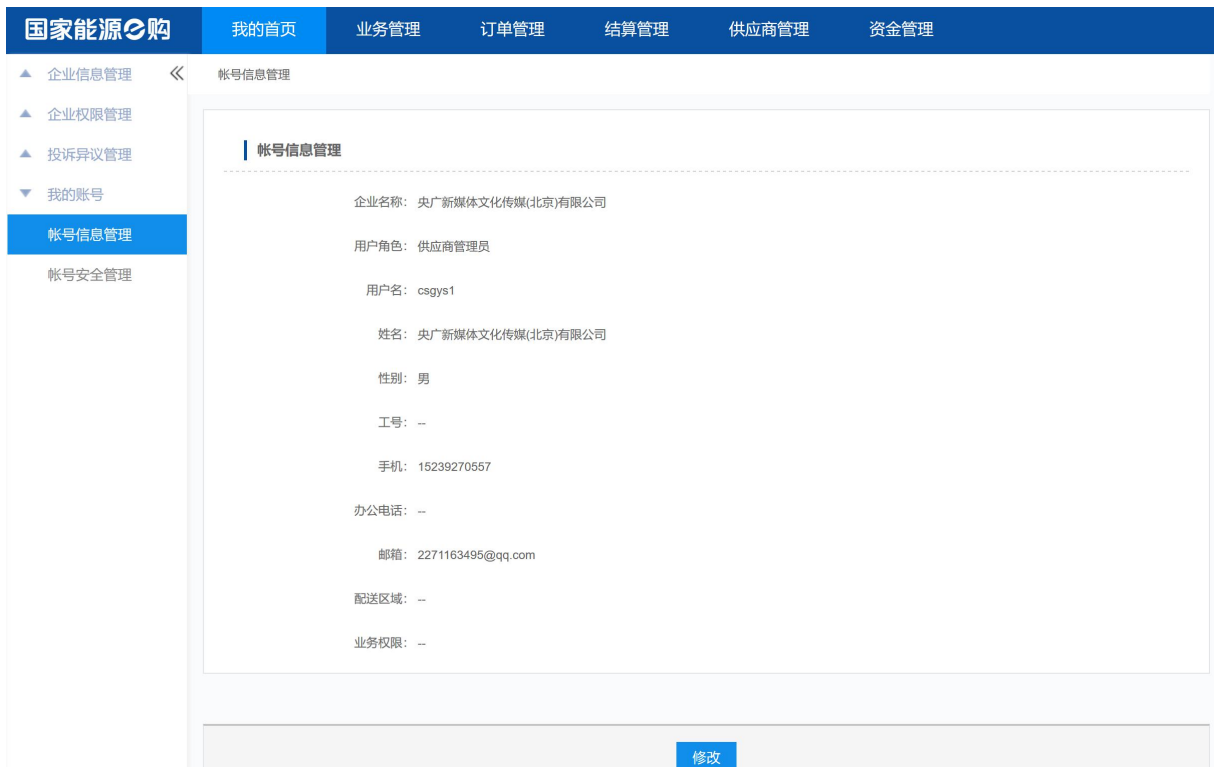 国家能源e购 我的首页 业务管理 订单管理 结算管理 供应商管理 资金管理
企业信息管理
企业权限管理
投诉异议管理
我的账号
帐号信息管理
帐号安全管理
帐号信息管理
帐号信息管理
企业名称： 央广新媒体文化传媒(北京)有限公司
用户角色： 供应商管理员
用户名： csgys1
姓名： 央广新媒体文化传媒(北京)有限公司
性别： 男
工号： --
手机： 15239270557
办公电话： --
邮箱： 2271163495@qq.com
配送区域： --
业务权限： --
修改